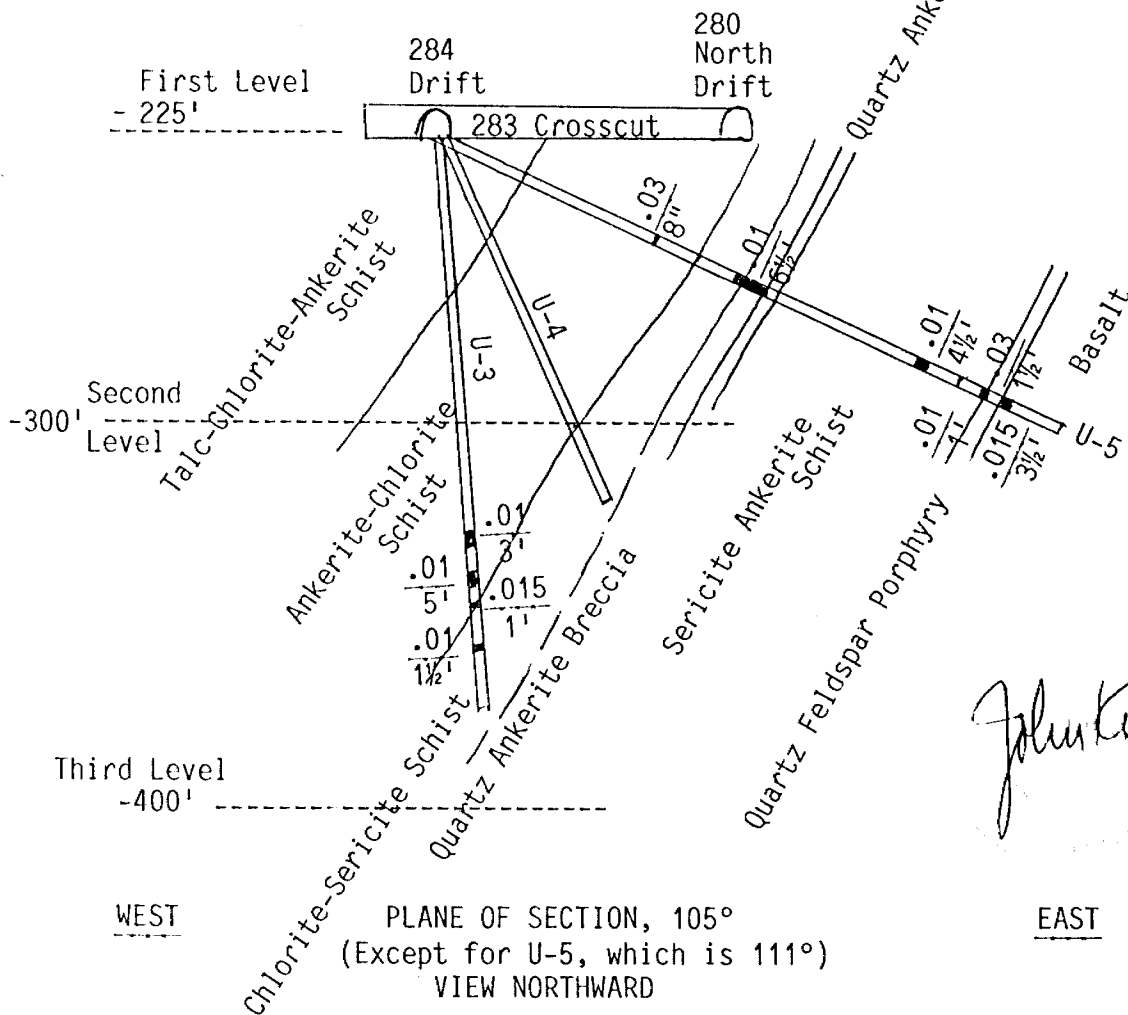 284
Drift
280
North
Drift
First Level
- 225'
283 Crosscut
Quartz
.03
8"
.01
6½'
Talc-Chlorite-Ankerite
Schist
U-4
U-3
.01
4½'
.03
1½'
Basalt
Second
-300'
Level
U-5
.01
1'
.015
3½'
Ankerite-Chlorite
Schist
Sericite Ankerite
Schist
.01
3'
.01
5'
.015
1'
.01
1½'
Chlorite-Sericite Schist
Quartz Ankerite Breccia
Quartz Feldspar Porphyry
John
Third Level
-400'
WEST
PLANE OF SECTION, 105°
(Except for U-5, which is 111°)
VIEW NORTHWARD
EAST